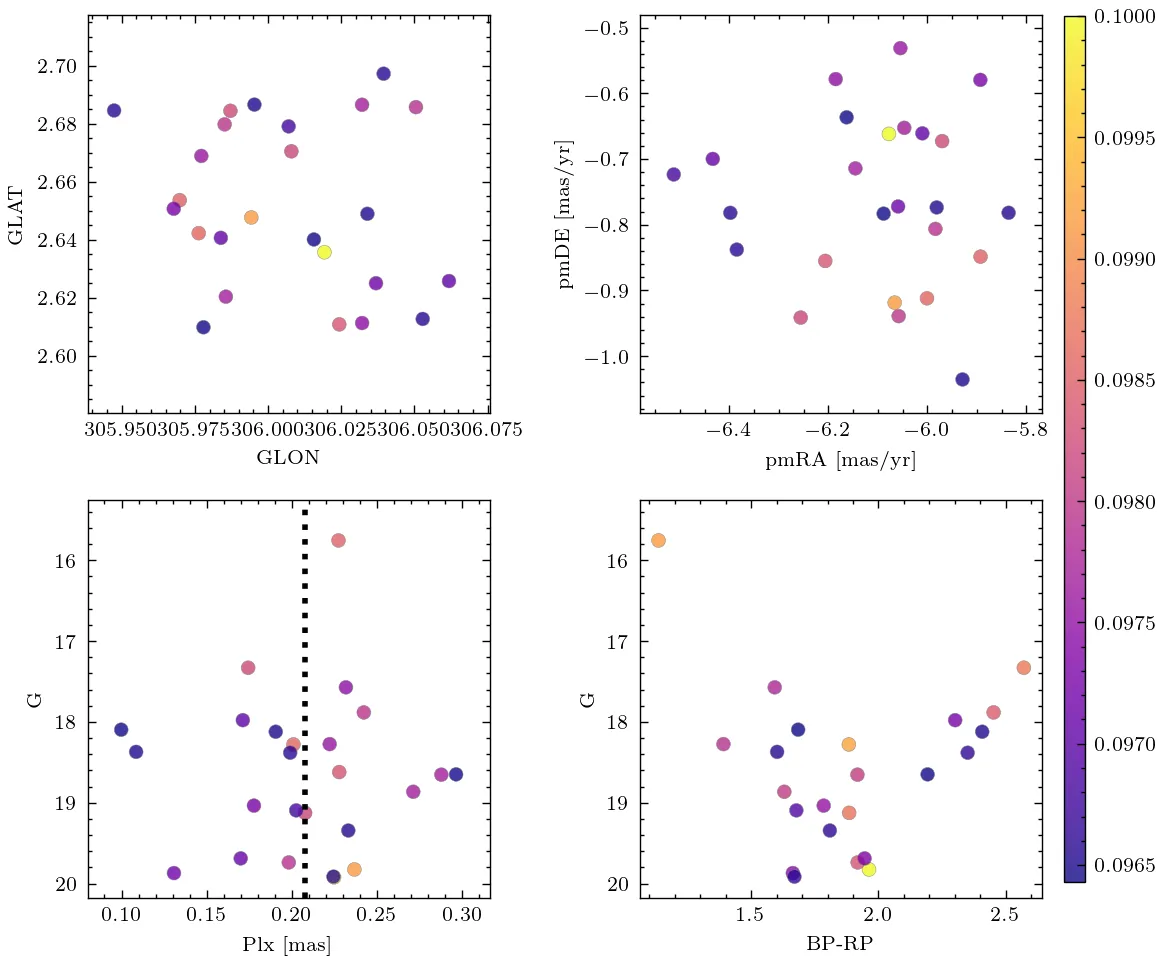 2.70
2.68
2.66
2.64
2.62
2.60
GLAT
305.950305.975306.000306.025306.050306.075
GLON
−0.5
−0.6
−0.7
−0.8
−0.9
−1.0
pmDE [mas/yr]
−6.4 −6.2 −6.0 −5.8
pmRA [mas/yr]
16
17
18
19
20
G
0.10 0.15 0.20 0.25 0.30
Plx [mas]
16
17
18
19
20
G
1.5 2.0 2.5
BP-RP
0.1000
0.0995
0.0990
0.0985
0.0980
0.0975
0.0970
0.0965